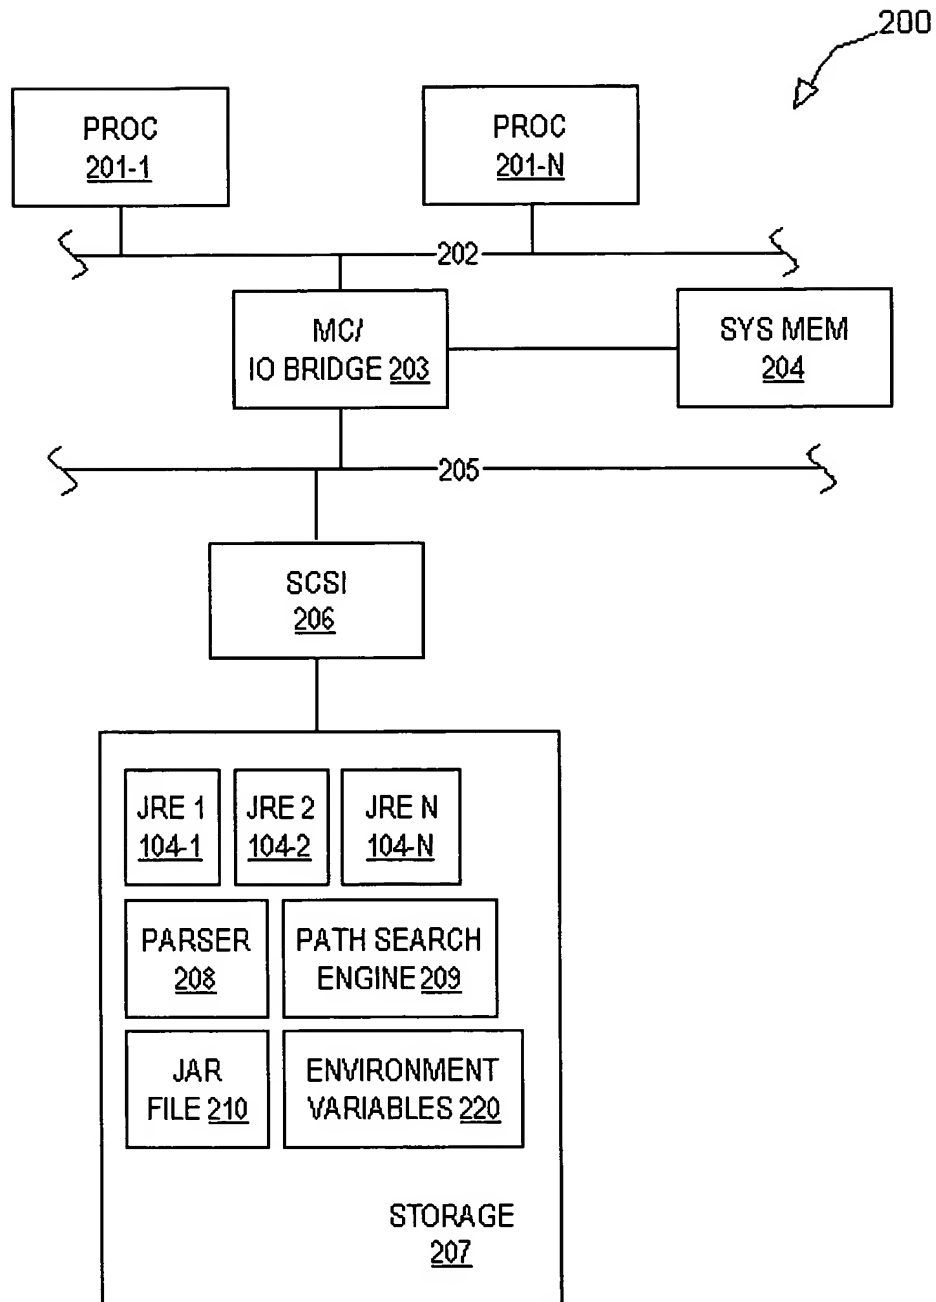 200
PROC
201-1
PROC
201-N
202
MC/
IO BRIDGE 203
SYS MEM
204
205
SCSI
206
JRE 1
104-1
JRE 2
104-2
JRE N
104-N
PARSER
208
PATH SEARCH
ENGINE 209
JAR
FILE 210
ENVIRONMENT
VARIABLES 220
STORAGE
207